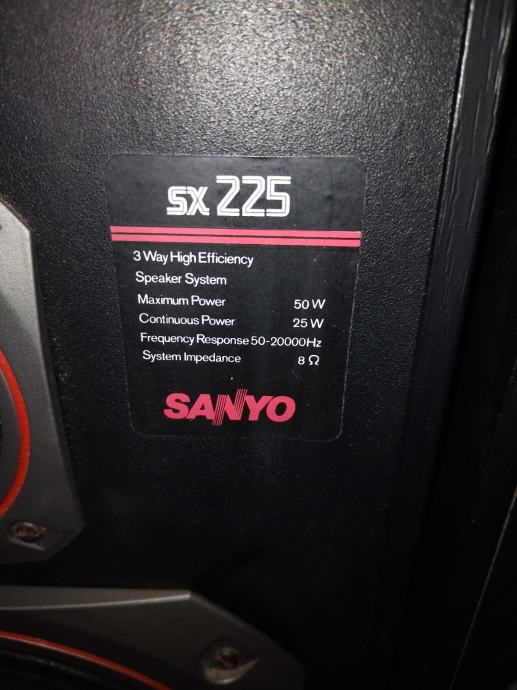 SX 225
3 Way High Efficiency
Speaker System
Maximum Power 50 W
Continuous Power 25 W
Frequency Response 50-20000Hz
System Impedance 8 Ω
SANYO